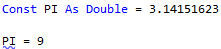 Const PI As Double = 3.14151623
PI = 9